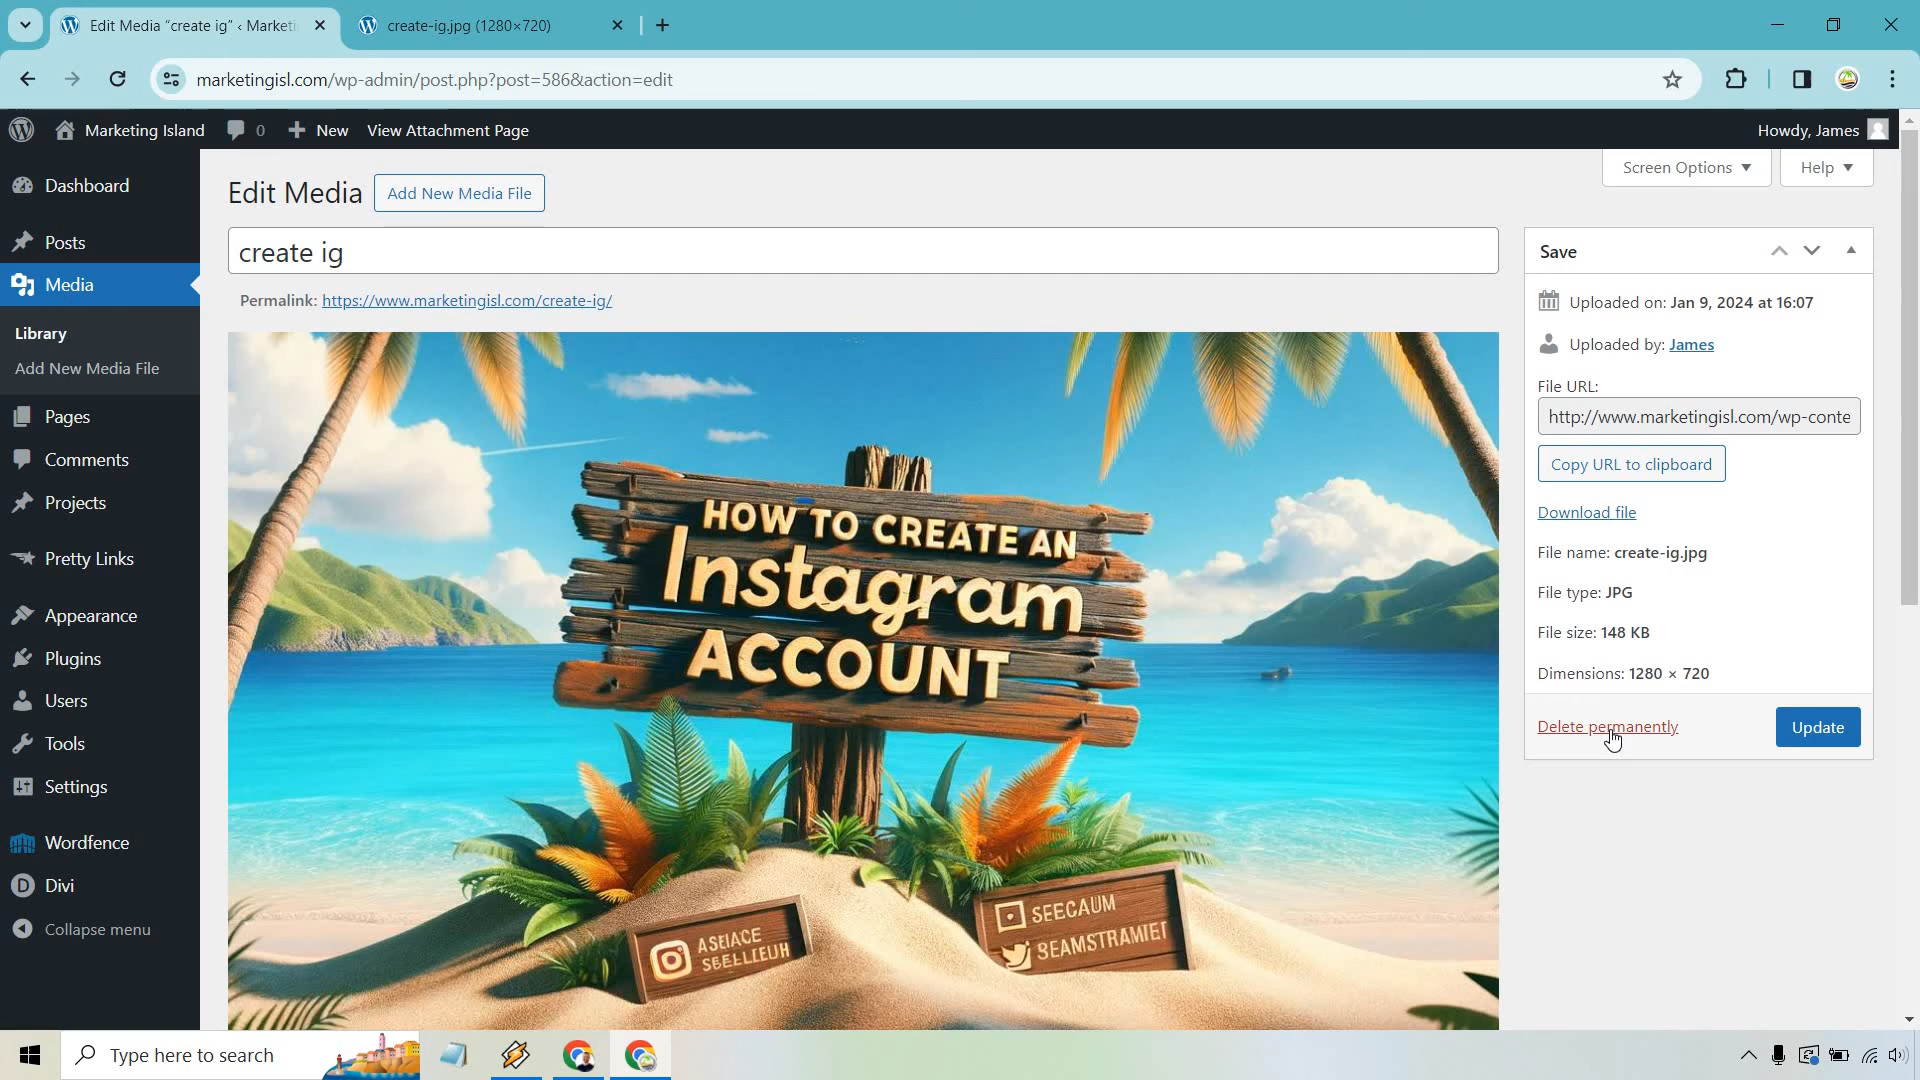 Edit Media “create ig” ‹ Marketi
create-ig.jpg (1280×720)
marketingisl.com/wp-admin/post.php?post=586&action=edit
Marketing Island
0
New
View Attachment Page
Howdy, James
Screen Options
Help
Dashboard
Posts
Media
Library
Add New Media File
Pages
Comments
Projects
Pretty Links
Appearance
Plugins
Users
Tools
Settings
Wordfence
Divi
Collapse menu
Edit Media
Add New Media File
create ig
Permalink: https://www.marketingisl.com/create-ig/
HOW TO CREATE AN
Instagram
ACCOUNT
SEECAUM
Save
Uploaded on: Jan 9, 2024 at 16:07
Uploaded by: James
File URL:
http://www.marketingisl.com/wp-conte
Copy URL to clipboard
Download file
File name: create-ig.jpg
File type: JPG
File size: 148 KB
Dimensions: 1280 × 720
Delete permanently
Update
Type here to search